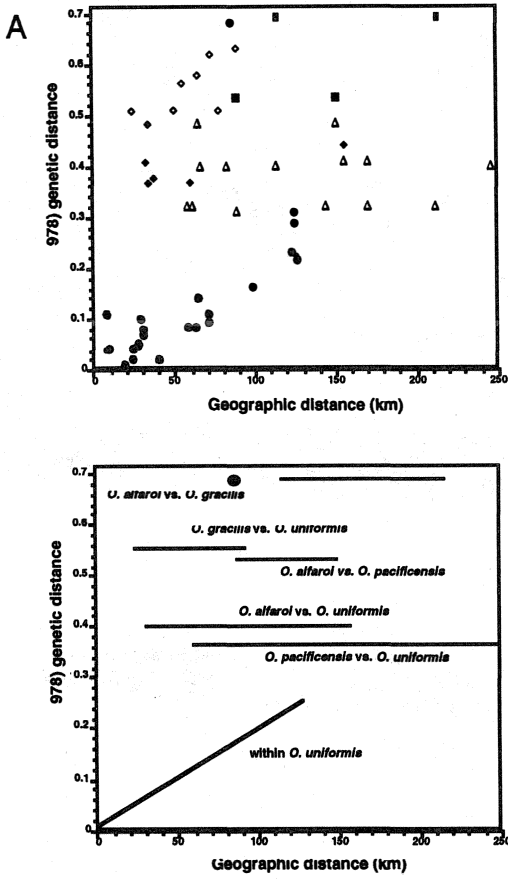 A
0.7
0.6
0.5
0.4
0.3
0.2
0.1
0
978) genetic distance
0 50 100 150 200 250
Geographic distance (km)
0.7
0.6
0.5
0.4
0.3
0.2
0.1
0
978) genetic distance
O. alfaroi vs. O. gracilis
O. gracilis vs. O. uniformis
O. alfaroi vs. O. pacificensis
O. alfaroi vs. O. uniformis
O. pacificensis vs. O. uniformis
within O. uniformis
0 50 100 150 200 250
Geographic distance (km)